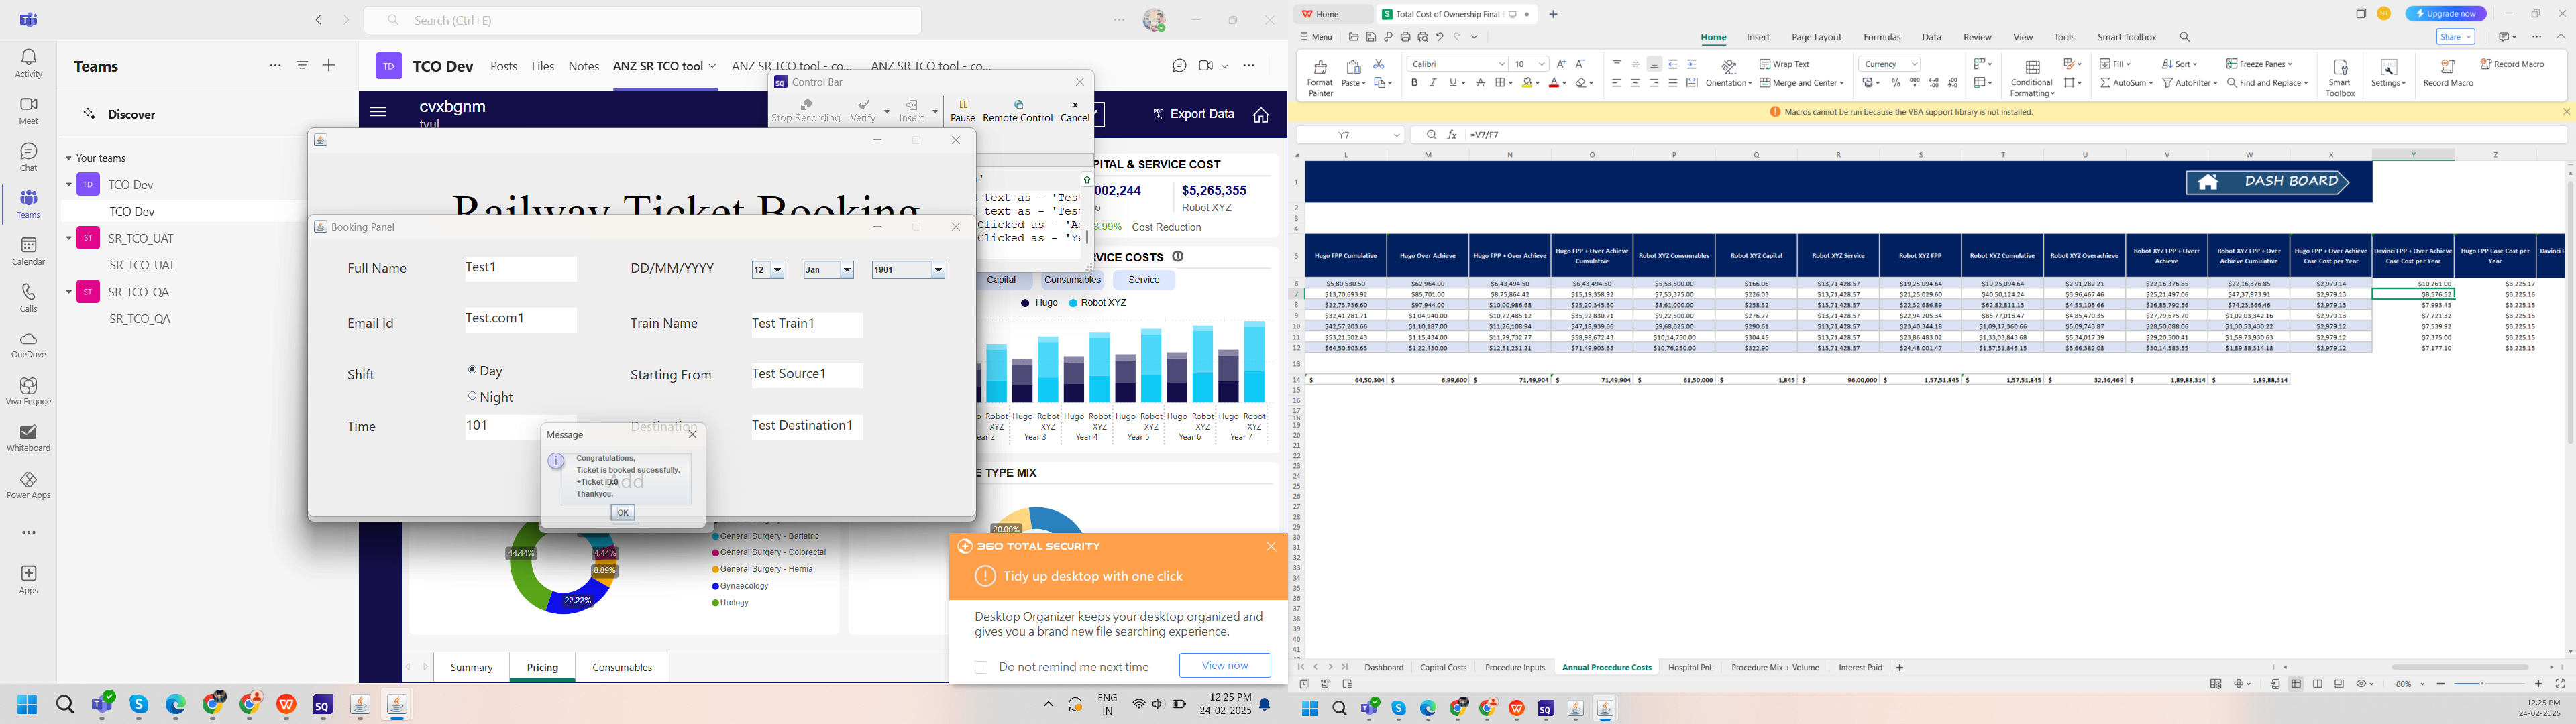 Search (Ctrl+E)
Activity
Meet
Chat
Teams
Calendar
Calls
OneDrive
Viva Engage
Whiteboard
Power Apps
Apps
Teams
Discover
Your teams
TD TCO Dev
TCO Dev
ST SR_TCO_UAT
SR_TCO_UAT
ST SR_TCO_QA
SR_TCO_QA
TD TCO Dev Posts Files Notes ANZ SR TCO tool ANZ SR TCO tool - co... ANZ SR TCO tool - co...
cvxbgnm
Export Data
SQ Control Bar
Stop Recording Verify Insert Pause Remote Control Cancel
text as - 'Tes
text as - 'Tes
Clicked as - 'A
Clicked as - 'Y
Railway Ticket Booking
Booking Panel
Full Name Test1 DD/MM/YYYY 12 Jan 1901
Email Id Test.com1 Train Name Test Train1
Shift Day Starting From Test Source1
Night
Time 101 Destination Test Destination1
Add
Message
Congratulations,
Ticket is booked sucessfully.
+Ticket ID:0
Thankyou.
OK
PITAL & SERVICE COST
002,244 $5,265,355
Robot XYZ
3.99% Cost Reduction
VICE COSTS
Capital Consumables Service
Hugo Robot XYZ
Robot XYZ Hugo Robot XYZ Hugo Robot XYZ Hugo Robot XYZ Hugo Robot XYZ Hugo Robot XYZ
ear 2 Year 3 Year 4 Year 5 Year 6 Year 7
E TYPE MIX
20.00%
44.44%
4.44%
8.89%
22.22%
General Surgery - Bariatric
General Surgery - Colorectal
General Surgery - Hernia
Gynaecology
Urology
360 TOTAL SECURITY
Tidy up desktop with one click
Desktop Organizer keeps your desktop organized and
gives you a brand new file searching experience.
Do not remind me next time View now
Summary Pricing Consumables
ENG
IN
12:25 PM
24-02-2025
Home Total Cost of Ownership Final Upgrade now
Menu Home Insert Page Layout Formulas Data Review View Tools Smart Toolbox Share
Format Painter Paste Calibri 10 Orientation Wrap Text Merge and Center Currency Conditional Formatting Fill AutoSum Sort AutoFilter Freeze Panes Find and Replace Smart Toolbox Settings Record Macro Record Macro
Macros cannot be run because the VBA support library is not installed.
Y7 fx =V7/F7
L M N O P Q R S T U V W X Y Z
1 DASH BOARD
2
3
4
5 Hugo FPP Cumulative Hugo Over Achieve Hugo FPP + Over Achieve Hugo FPP + Over Achieve Cumulative Robot XYZ Consumables Robot XYZ Capital Robot XYZ Service Robot XYZ FPP Robot XYZ Cumulative Robot XYZ Overachieve Robot XYZ FPP + Over Achieve Robot XYZ FPP + Over Achieve Cumulative Hugo FPP + Over Achieve Case Cost per Year Davinci FPP + Over Achieve Case Cost per Year Hugo FPP Case Cost per Year Davinci F
6 $5,80,530.50 $62,964.00 $6,43,494.50 $6,43,494.50 $5,53,500.00 $166.06 $13,71,428.57 $19,25,094.64 $19,25,094.64 $2,91,282.21 $22,16,376.85 $22,16,376.85 $2,979.14 $10,261.00 $3,225.17
7 $13,70,693.92 $85,701.00 $8,75,864.42 $15,19,358.92 $7,53,375.00 $226.03 $13,71,428.57 $21,25,029.60 $40,50,124.24 $3,96,467.46 $25,21,497.06 $47,37,873.91 $2,979.13 $8,576.52 $3,225.16
8 $22,73,736.60 $97,944.00 $10,00,986.68 $25,20,345.60 $8,61,000.00 $258.32 $13,71,428.57 $22,32,686.89 $62,82,811.13 $4,53,105.66 $26,85,792.56 $74,23,666.46 $2,979.13 $7,993.43 $3,225.15
9 $32,41,281.71 $1,04,940.00 $10,72,485.12 $35,92,830.71 $9,22,500.00 $276.77 $13,71,428.57 $22,94,205.34 $85,77,016.47 $4,85,470.35 $27,79,675.70 $1,02,03,342.16 $2,979.13 $7,721.32 $3,225.15
10 $42,57,203.66 $1,10,187.00 $11,26,108.94 $47,18,939.66 $9,68,625.00 $290.61 $13,71,428.57 $23,40,344.18 $1,09,17,360.66 $5,09,743.87 $28,50,088.06 $1,30,53,430.22 $2,979.12 $7,539.92 $3,225.15
11 $53,21,502.43 $1,15,434.00 $11,79,732.77 $58,98,672.43 $10,14,750.00 $304.45 $13,71,428.57 $23,86,483.02 $1,33,03,843.68 $5,34,017.39 $29,20,500.41 $1,59,73,930.63 $2,979.12 $7,375.00 $3,225.15
12 $64,50,303.63 $1,22,430.00 $12,51,231.21 $71,49,903.64 $10,76,250.00 $322.90 $13,71,428.57 $24,48,001.47 $1,57,51,845.15 $5,66,382.08 $30,14,383.55 $1,89,88,314.18 $2,979.12 $7,177.10 $3,225.15
13
14 $ 64,50,304 $ 6,99,600 $ 71,49,904 $ 71,49,904 $ 61,50,000 $ 1,845 $ 96,00,000 $ 1,57,51,845 $ 1,57,51,845 $ 32,36,469 $ 1,89,88,314 $ 1,89,88,314
Dashboard Capital Costs Procedure Inputs Annual Procedure Costs Hospital PnL Procedure Mix + Volume Interest Paid
80%
12:25 PM
24-02-2025